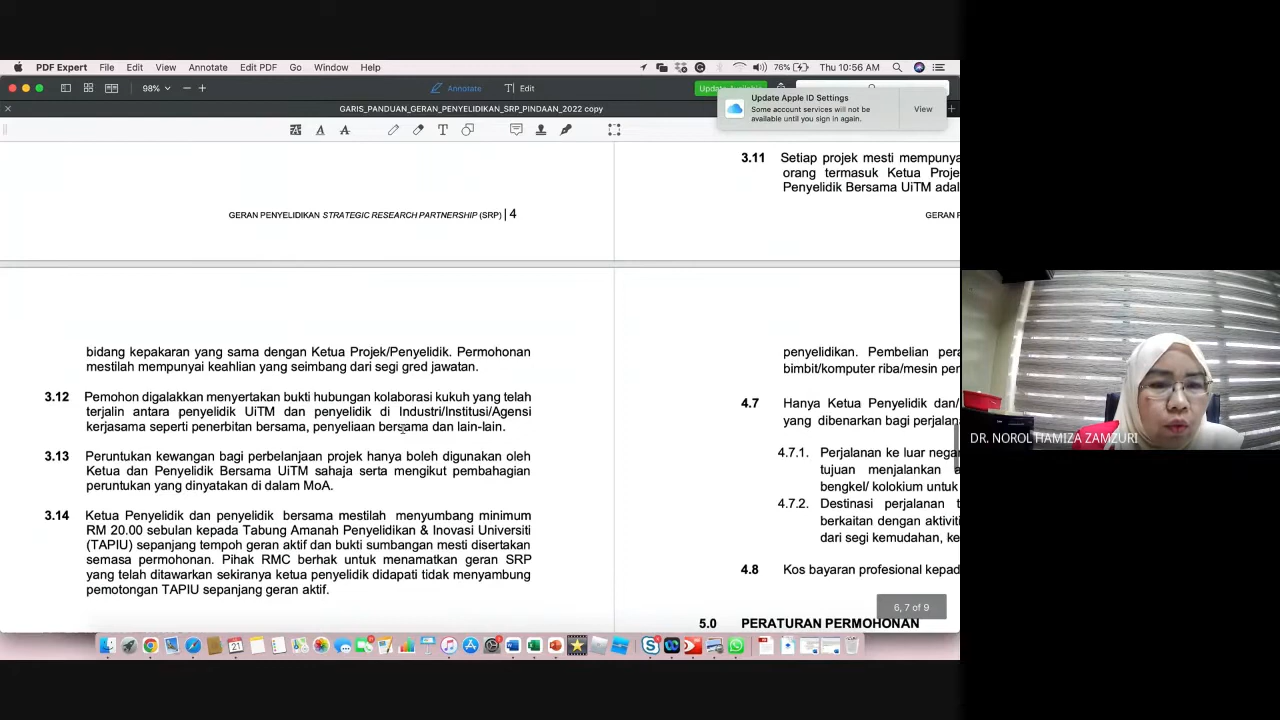 PDF Expert File Edit View Annotate Edit PDF Go Window Help
76% Thu 10:56 AM
98% Annotate Edit
GARIS_PANDUAN_GERAN_PENYELIDIKAN_SRP_PINDAAN_2022 copy
Update Apple ID Settings
Some account services will not be
available until you sign in again.
View
GERAN PENYELIDIKAN STRATEGIC RESEARCH PARTNERSHIP (SRP) | 4
bidang kepakaran yang sama dengan Ketua Projek/Penyelidik. Permohonan
mestilah mempunyai keahlian yang seimbang dari segi gred jawatan.
3.12 Pemohon digalakkan menyertakan bukti hubungan kolaborasi kukuh yang telah
terjalin antara penyelidik UiTM dan penyelidik di Industri/Institusi/Agensi
kerjasama seperti penerbitan bersama, penyeliaan bersama dan lain-lain.
3.13 Peruntukan kewangan bagi perbelanjaan projek hanya boleh digunakan oleh
Ketua dan Penyelidik Bersama UiTM sahaja serta mengikut pembahagian
peruntukan yang dinyatakan di dalam MoA.
3.14 Ketua Penyelidik dan penyelidik bersama mestilah menyumbang minimum
RM 20.00 sebulan kepada Tabung Amanah Penyelidikan & Inovasi Universiti
(TAPIU) sepanjang tempoh geran aktif dan bukti sumbangan mesti disertakan
semasa permohonan. Pihak RMC berhak untuk menamatkan geran SRP
yang telah ditawarkan sekiranya ketua penyelidik didapati tidak menyambung
pemotongan TAPIU sepanjang geran aktif.
3.11 Setiap projek mesti mempunya
orang termasuk Ketua Proje
Penyelidik Bersama UiTM adal
GERAN
penyelidikan. Pembelian pera
bimbit/komputer riba/mesin per
4.7 Hanya Ketua Penyelidik dan/
yang dibenarkan bagi perjalan
4.7.1. Perjalanan ke luar negar
tujuan menjalankan a
bengkel/ kolokium untuk
4.7.2. Destinasi perjalanan t
berkaitan dengan aktiviti
dari segi kemudahan, ke
4.8 Kos bayaran profesional kepad
6, 7 of 9
5.0 PERATURAN PERMOHONAN
DR. NOROL HAMIZA ZAMZURI